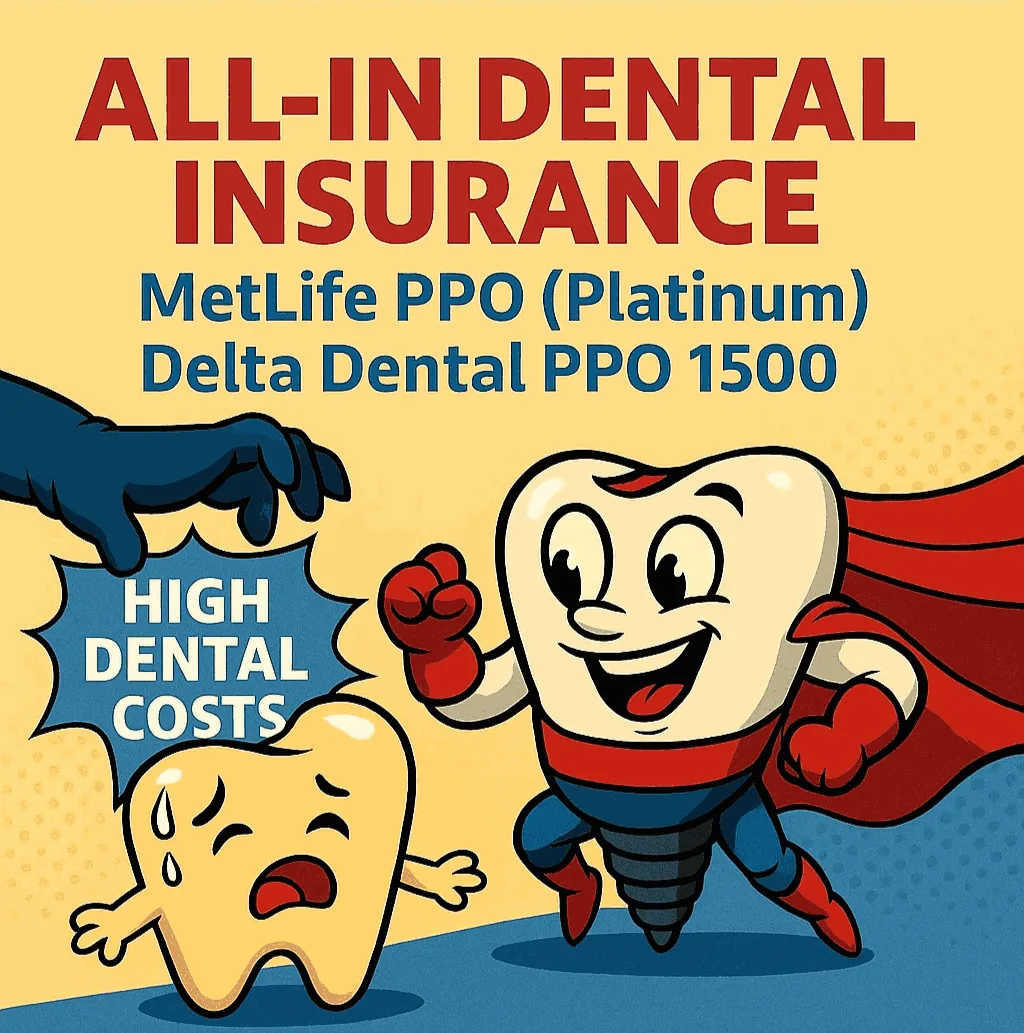 ALL-IN DENTAL
INSURANCE
MetLife PPO (Platinum)
Delta Dental PPO 1500
HIGH
DENTAL
COSTS